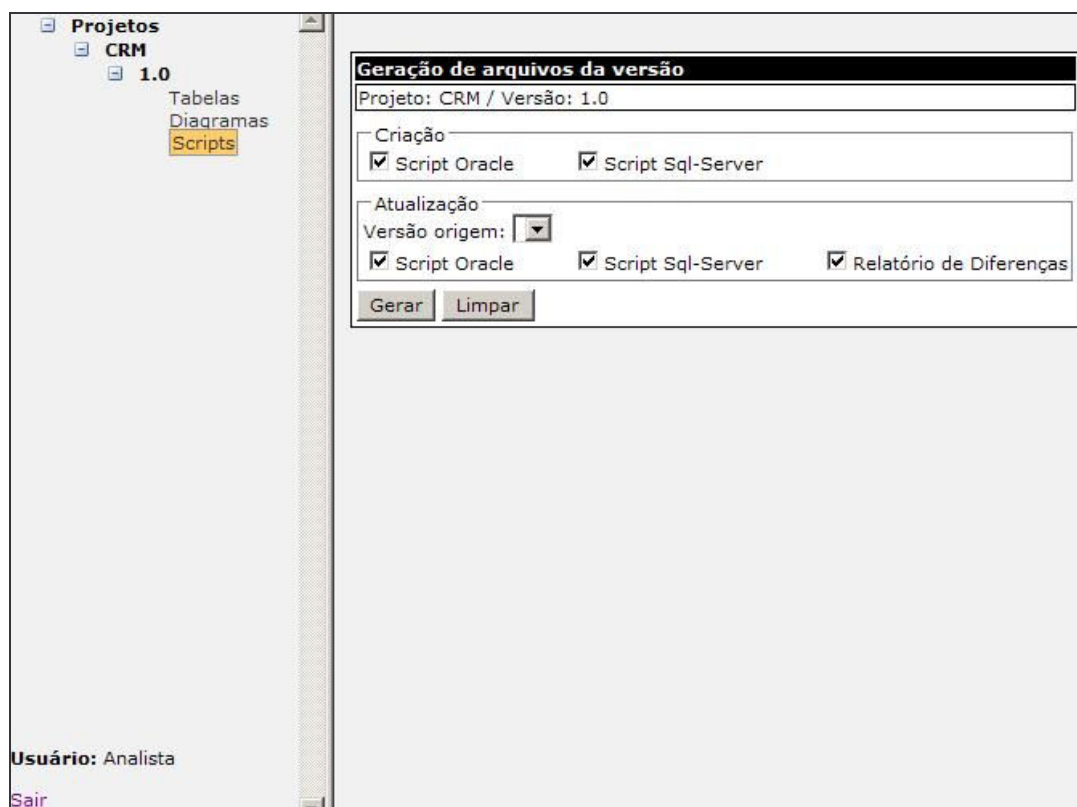 Projetos
CRM
1.0
Tabelas
Diagramas
Scripts
Usuário: Analista
Sair
Geração de arquivos da versão
Projeto: CRM / Versão: 1.0
Criação
Script Oracle Script Sql-Server
Atualização
Versão origem:
Script Oracle Script Sql-Server Relatório de Diferenças
Gerar Limpar